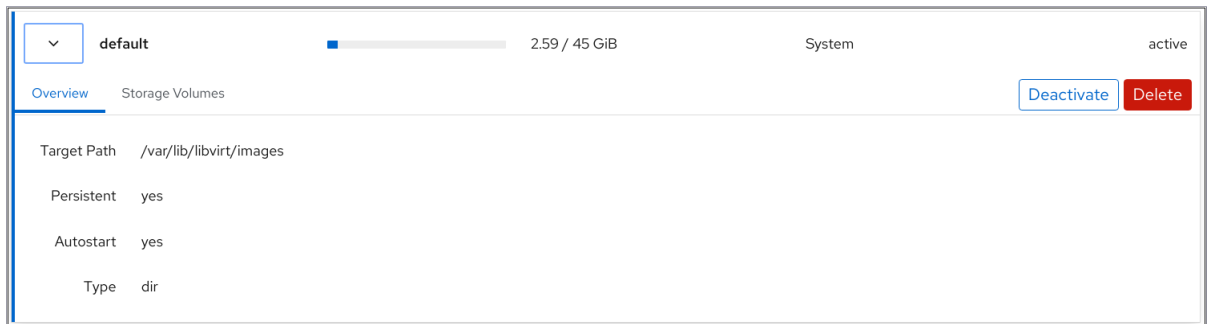 default 2.59 / 45 GiB System active
Overview Storage Volumes Deactivate Delete
Target Path /var/lib/libvirt/images
Persistent yes
Autostart yes
Type dir